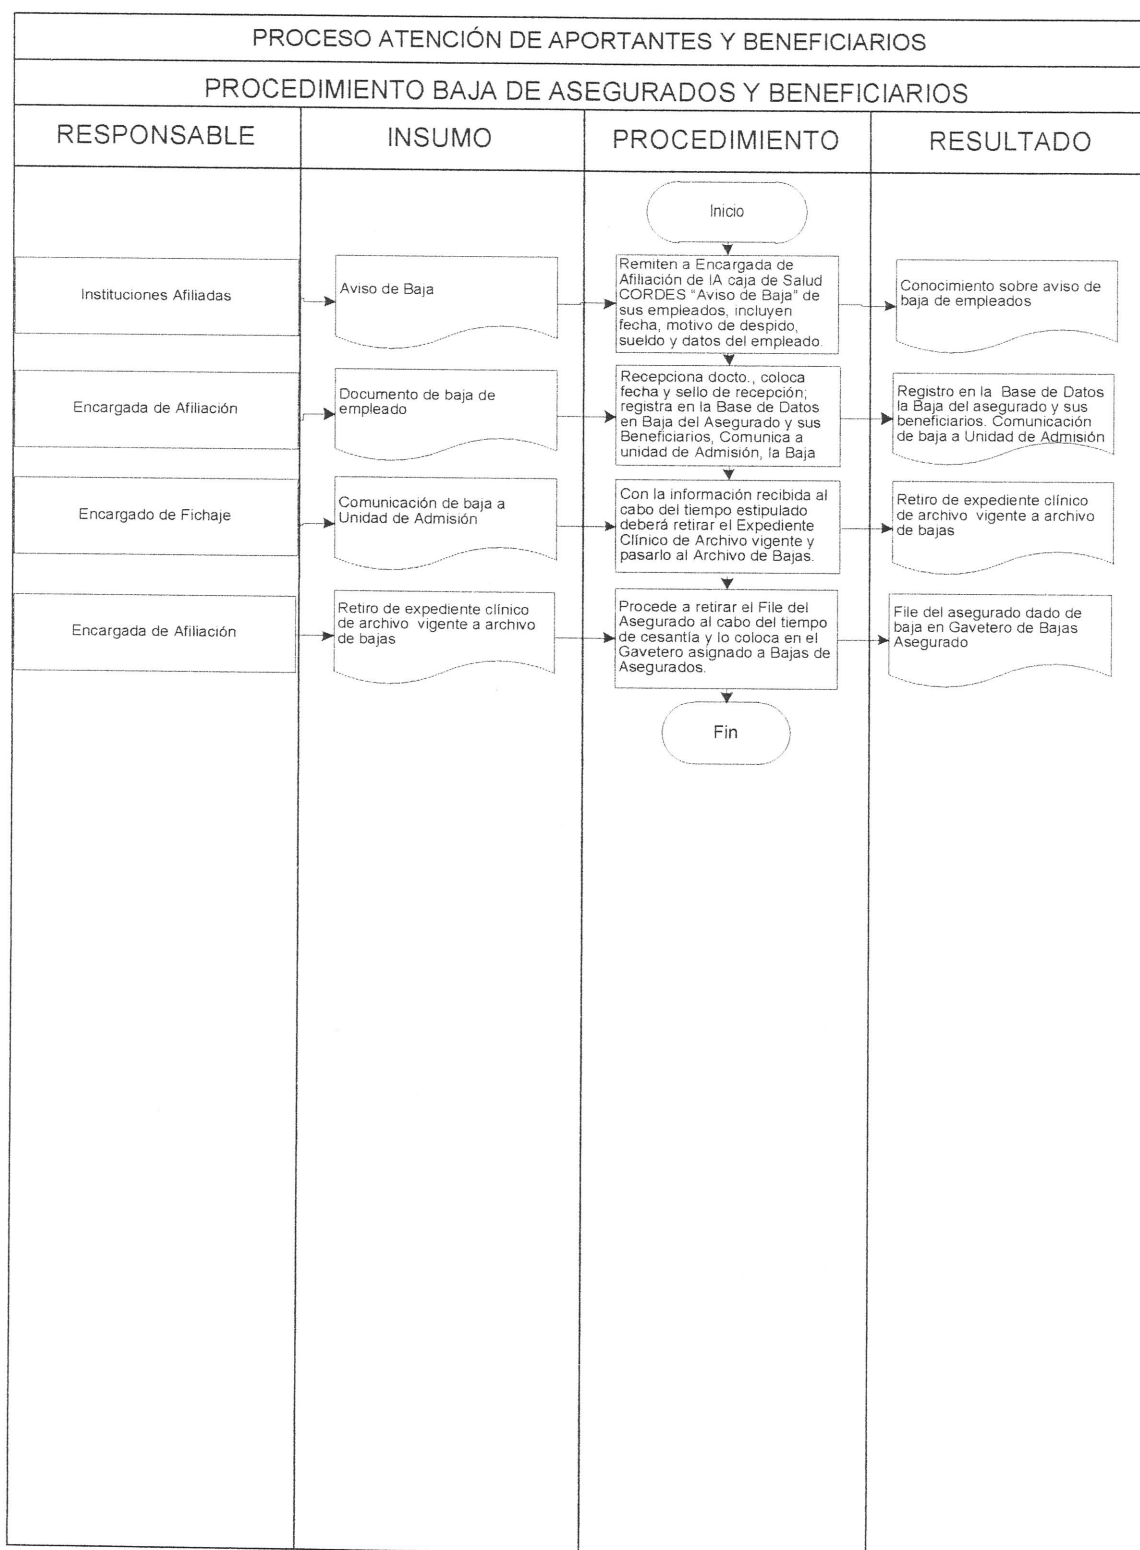 PROCESO ATENCIÓN DE APORTANTES Y BENEFICIARIOS
PROCEDIMIENTO BAJA DE ASEGURADOS Y BENEFICIARIOS
RESPONSABLE
INSUMO
PROCEDIMIENTO
RESULTADO
Inicio
Instituciones Afiliadas
Aviso de Baja
Remiten a Encargada de
Afiliación de lA caja de Salud
CORDES "Aviso de Baja" de
sus empleados, incluyen
fecha, motivo de despido,
sueldo y datos del empleado.
Conocimiento sobre aviso de
baja de empleados
Encargada de Afiliación
Documento de baja de
empleado
Recepciona docto., coloca
fecha y sello de recepción;
registra en la Base de Datos
en Baja del Asegurado y sus
Beneficiarios, Comunica a
unidad de Admisión, la Baja
Registro en la Base de Datos
la Baja del asegurado y sus
beneficiarios. Comunicación
de baja a Unidad de Admisión
Encargado de Fichaje
Comunicación de baja a
Unidad de Admisión
Con la información recibida al
cabo del tiempo estipulado
deberá retirar el Expediente
Clínico de Archivo vigente y
pasarlo al Archivo de Bajas.
Retiro de expediente clínico
de archivo vigente a archivo
de bajas
Encargada de Afiliación
Retiro de expediente clínico
de archivo vigente a archivo
de bajas
Procede a retirar el File del
Asegurado al cabo del tiempo
de cesantía y lo coloca en el
Gavetero asignado a Bajas de
Asegurados.
File del asegurado dado de
baja en Gavetero de Bajas
Asegurado
Fin